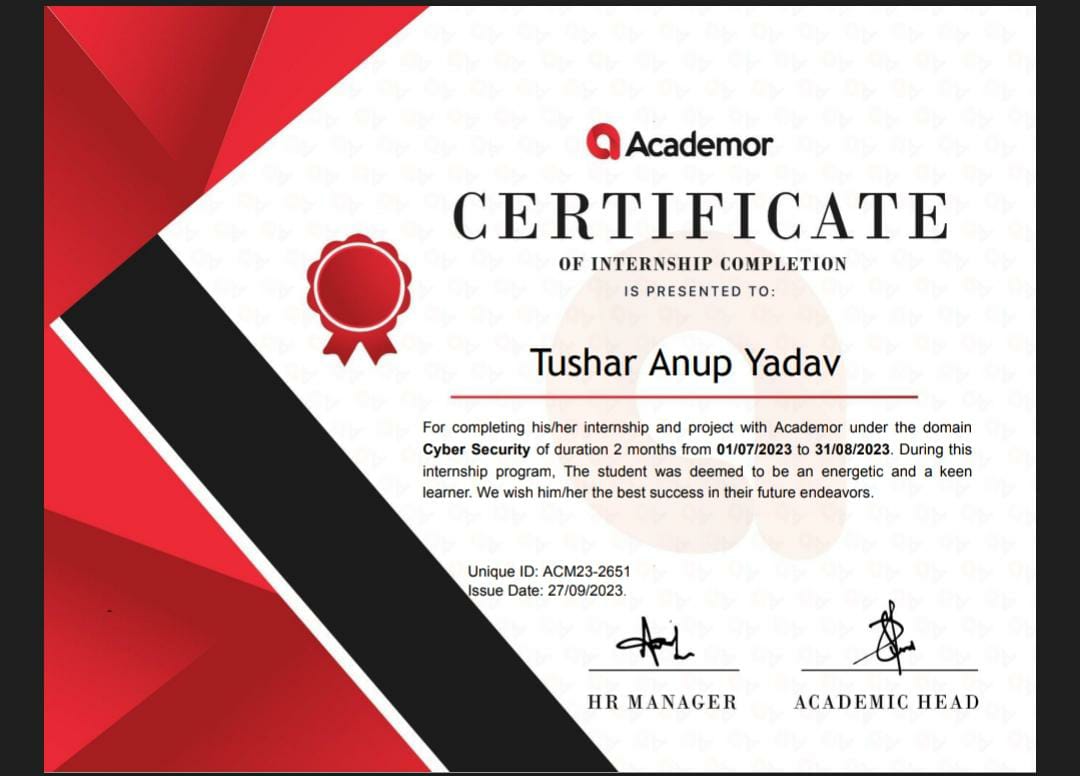 Academor
CERTIFICATE
OF INTERNSHIP COMPLETION
IS PRESENTED TO:
Tushar Anup Yadav
For completing his/her internship and project with Academor under the domain
Cyber Security of duration 2 months from 01/07/2023 to 31/08/2023. During this
internship program, The student was deemed to be an energetic and a keen
learner. We wish him/her the best success in their future endeavors.
Unique ID: ACM23-2651
Issue Date: 27/09/2023.
HR MANAGER
ACADEMIC HEAD